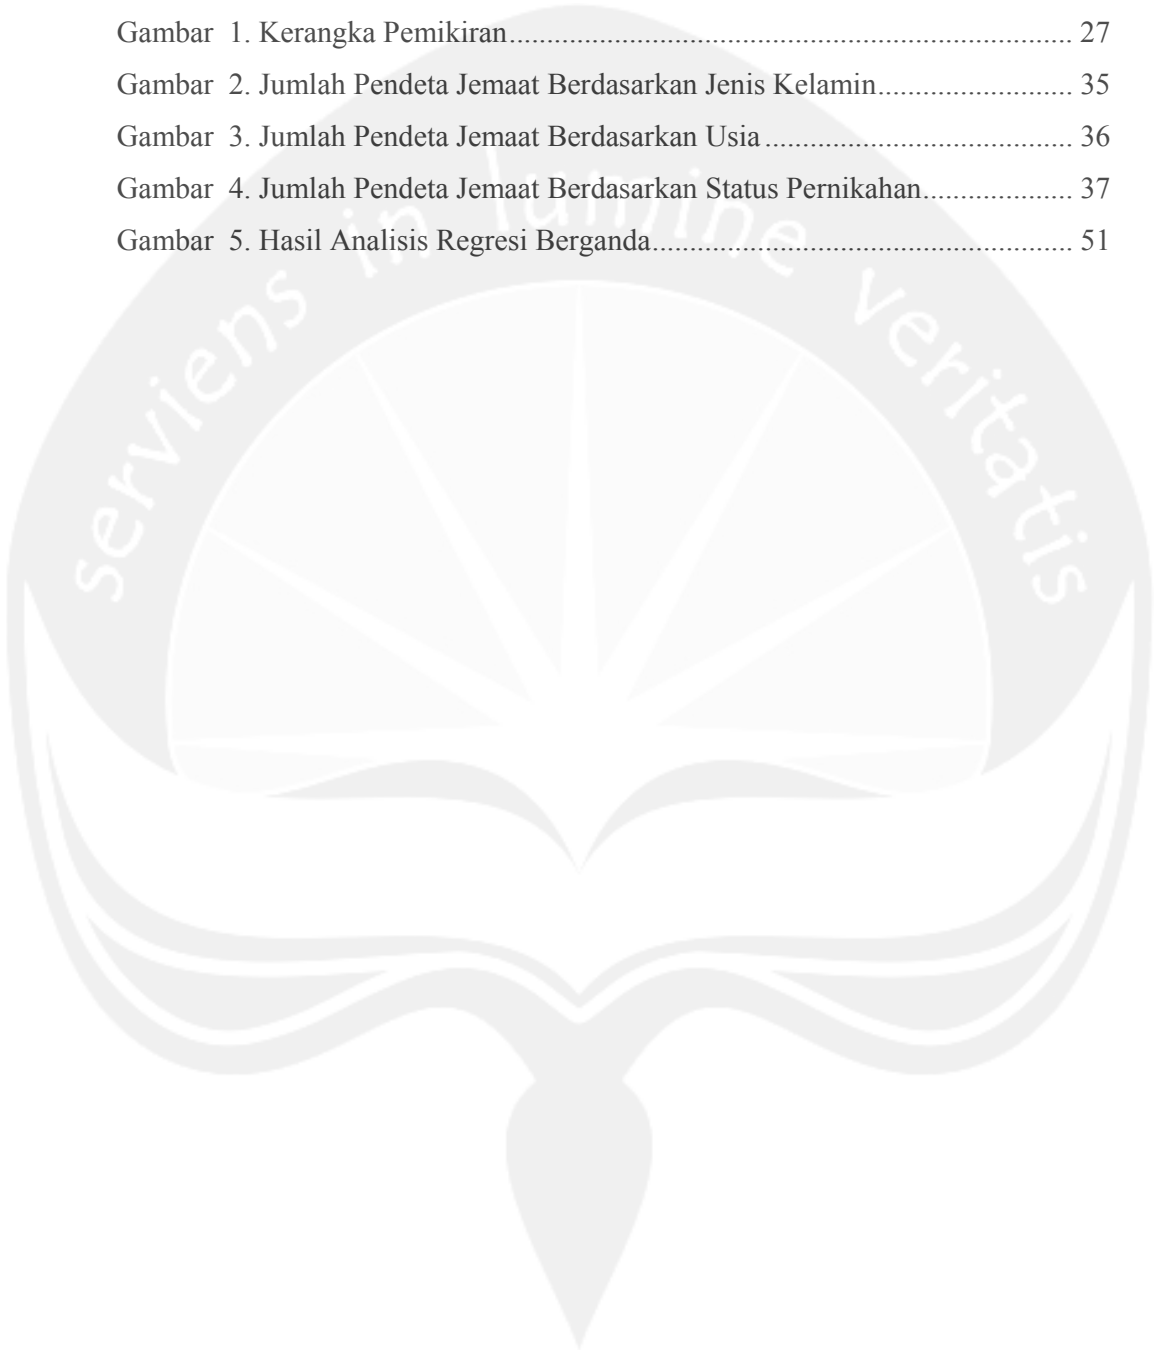 Gambar 1. Kerangka Pemikiran........................................................................ 27
Gambar 2. Jumlah Pendeta Jemaat Berdasarkan Jenis Kelamin......................... 35
Gambar 3. Jumlah Pendeta Jemaat Berdasarkan Usia ....................................... 36
Gambar 4. Jumlah Pendeta Jemaat Berdasarkan Status Pernikahan................... 37
Gambar 5. Hasil Analisis Regresi Berganda...................................................... 51
serviens in lumine veritatis